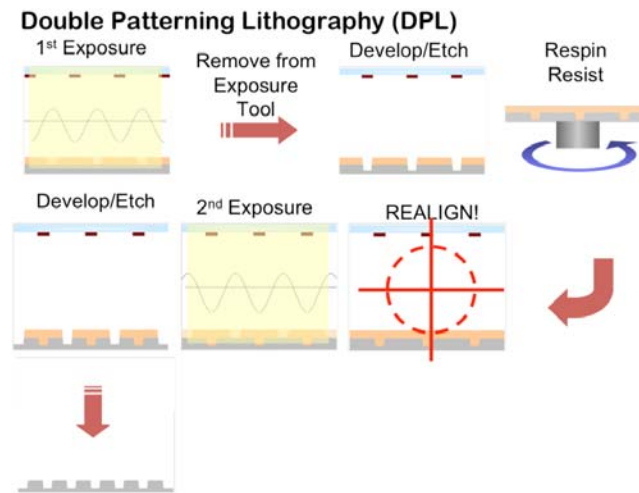 Double Patterning Lithography (DPL)
1st Exposure
Remove from
Exposure
Tool
Develop/Etch
Respin
Resist
Develop/Etch
2nd Exposure
REALIGN!